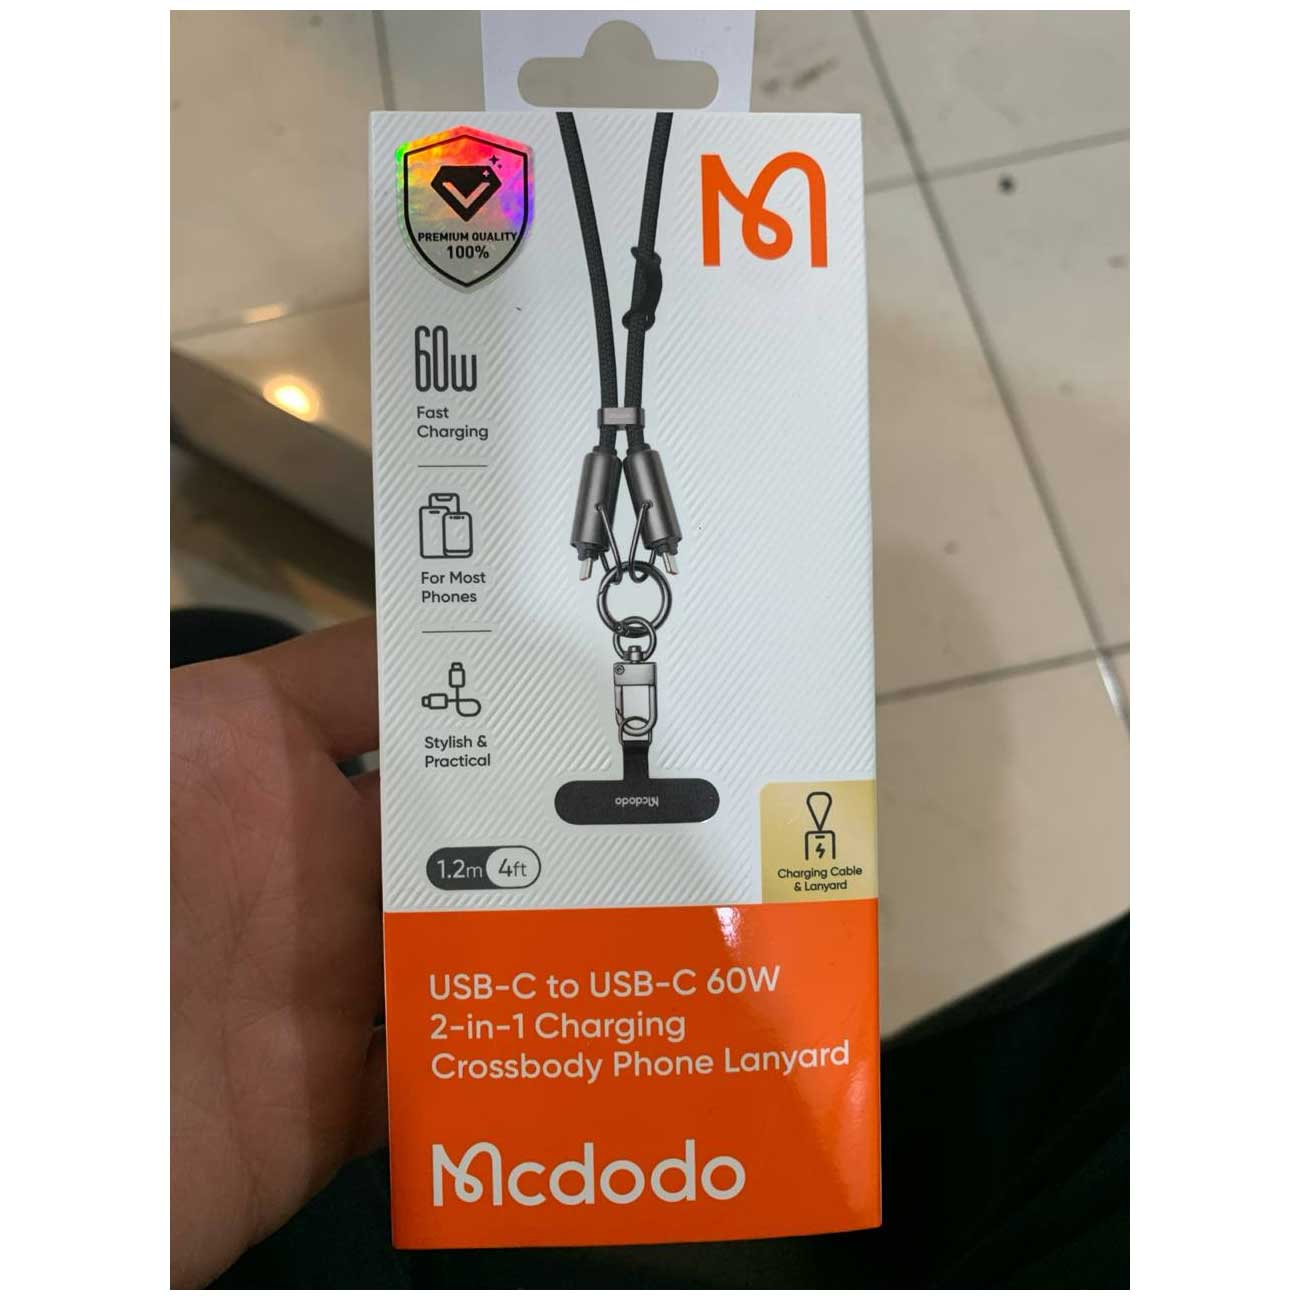 PREMIUM QUALITY
100%
60w
Fast
Charging
For Most
Phones
Stylish &
Practical
Mcdodo
1.2m 4ft
Charging Cable
& Lanyard
USB-C to USB-C 60W
2-in-1 Charging
Crossbody Phone Lanyard
Mcdodo